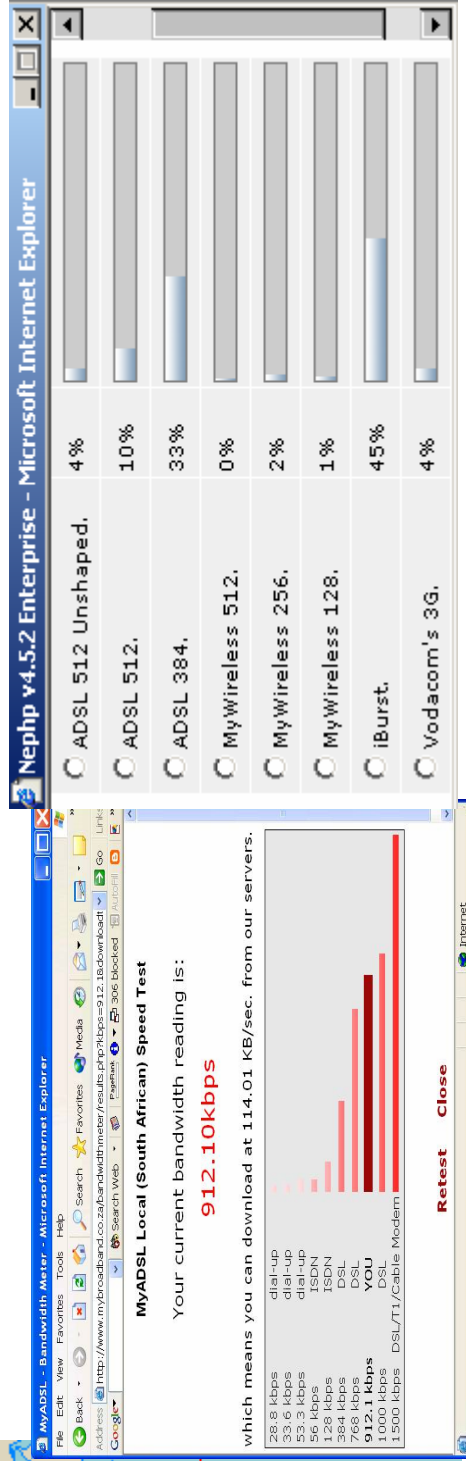 MyADSL - Bandwidth Meter - Microsoft Internet Explorer
File Edit View Favorites Tools Help
Back Search Favorites Media
Address http://www.mybroadband.co.za/bandwidthmeter/results.php?kbps=912.1&downloadt Go Links
Google Search Web PageRank 306 blocked AutoFill
MyADSL Local (South African) Speed Test
Your current bandwidth reading is:
912.10kbps
which means you can download at 114.01 KB/sec. from our servers.
28.8 kbps dial-up
33.6 kbps dial-up
53.3 kbps dial-up
56 kbps ISDN
128 kbps ISDN
384 kbps DSL
768 kbps DSL
912.1 kbps YOU
1000 kbps DSL
1500 kbps DSL/T1/Cable Modem
Retest Close
Internet
Nephp v4.5.2 Enterprise - Microsoft Internet Explorer
ADSL 512 Unshaped. 4%
ADSL 512. 10%
ADSL 384. 33%
MyWireless 512. 0%
MyWireless 256. 2%
MyWireless 128. 1%
iBurst. 45%
Vodacom's 3G. 4%